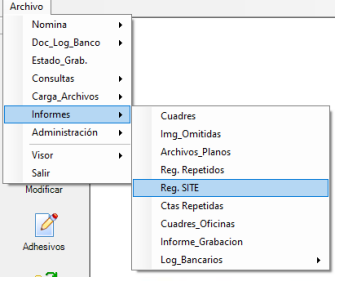 Archivo
Nomina
Doc_Log_Banco
Estado_Grab.
Consultas
Carga_Archivos
Informes
Administración
Visor
Salir
Cuadres
Img_Omitidas
Archivos_Planos
Reg. Repetidos
Reg. SITE
Ctas Repetidas
Cuadres_Oficinas
Informe_Grabacion
Log_Bancarios
Modificar
Adhesivos